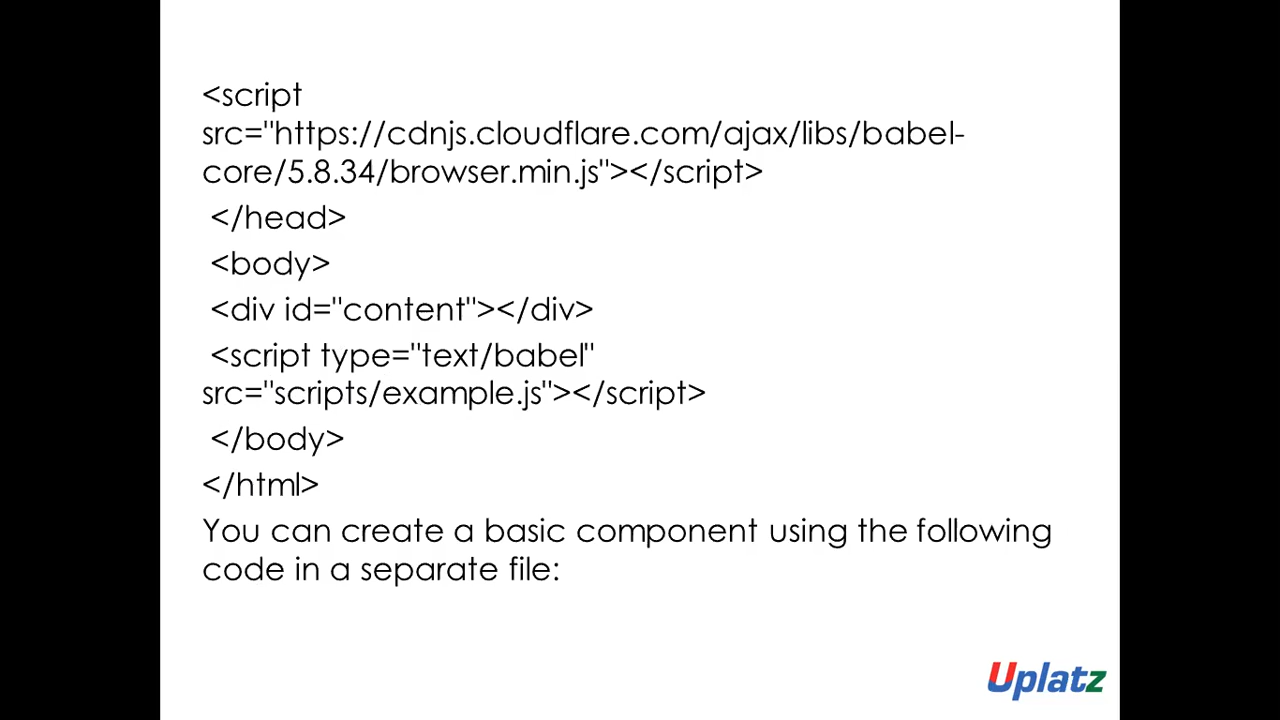 <script
src="https://cdnjs.cloudflare.com/ajax/libs/babel-
core/5.8.34/browser.min.js"></script>
</head>
<body>
<div id="content"></div>
<script type="text/babel"
src="scripts/example.js"></script>
</body>
</html>
You can create a basic component using the following
code in a separate file:
Uplatz